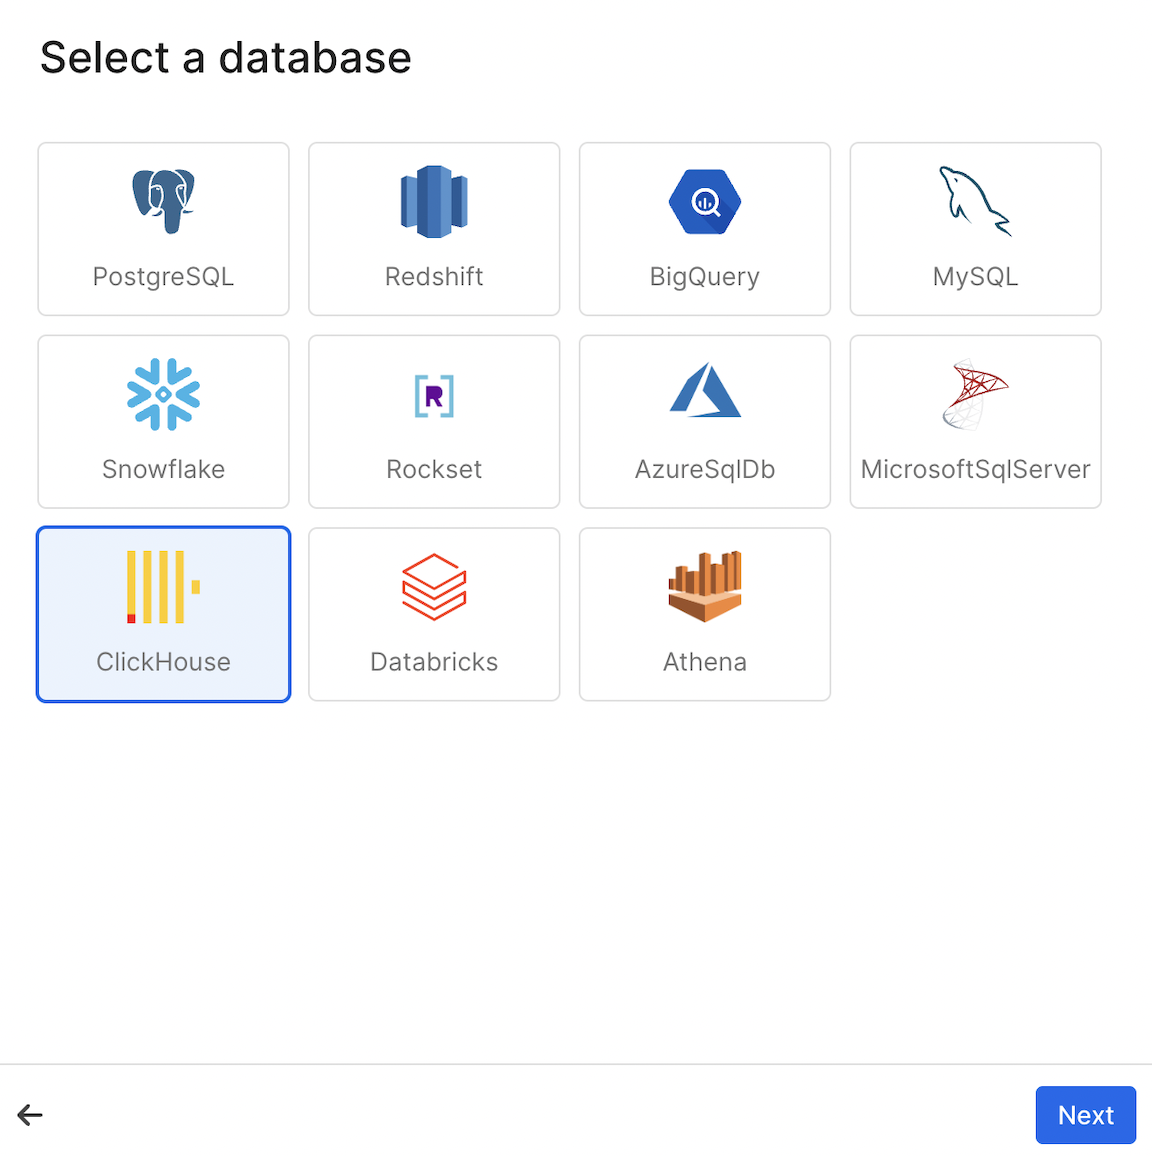 Select a database
PostgreSQL
Redshift
BigQuery
MySQL
Snowflake
R
Rockset
AzureSqlDb
MicrosoftSqlServer
ClickHouse
Databricks
Athena
Next